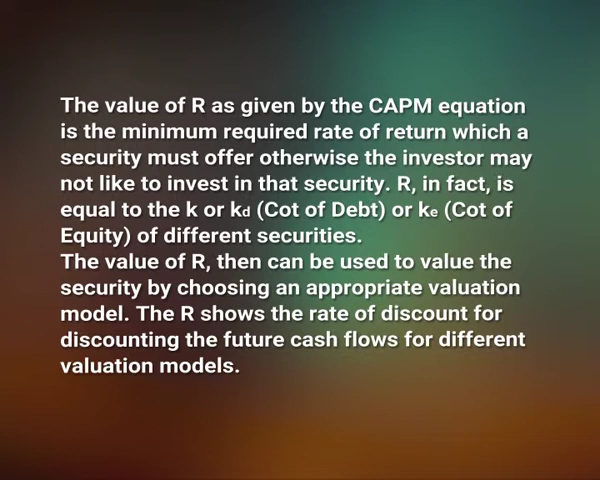 The value of R as given by the CAPM equation
is the minimum required rate of return which a
security must offer otherwise the investor may
not like to invest in that security. R, in fact, is
equal to the k or kd (Cot of Debt) or ke (Cot of
Equity) of different securities.
The value of R, then can be used to value the
security by choosing an appropriate valuation
model. The R shows the rate of discount for
discounting the future cash flows for different
valuation models.